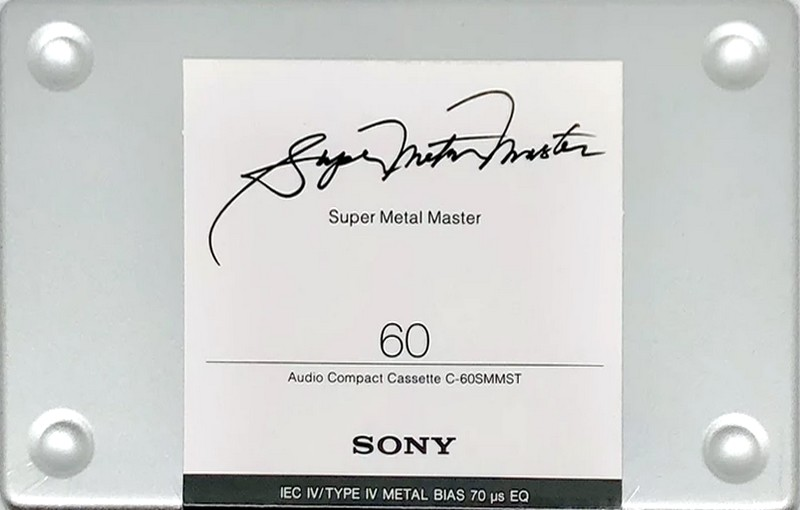 Super Metal Master
Super Metal Master
60
Audio Compact Cassette C-60SMMST
SONY
IEC IV/TYPE IV METAL BIAS 70 µs EQ